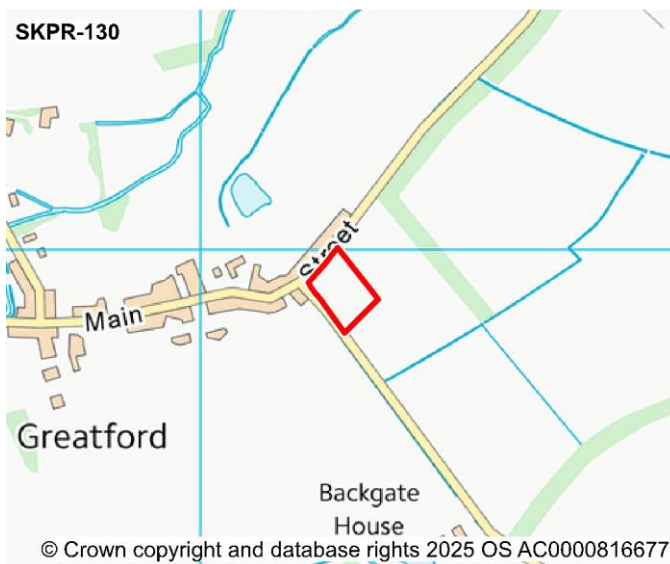 SKPR-130
Street
Main
Greatford
Backgate
House
© Crown copyright and database rights 2025 OS AC0000816677